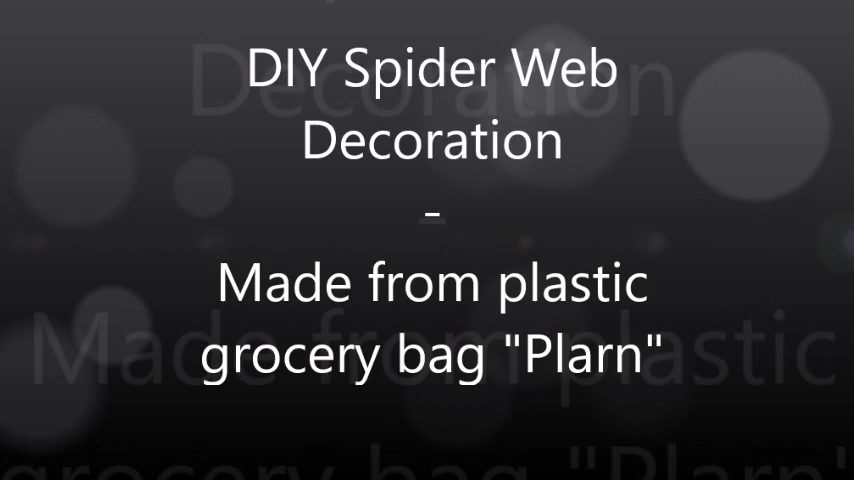 DIY Spider Web
Decoration
-
Made from plastic
grocery bag "Plarn"